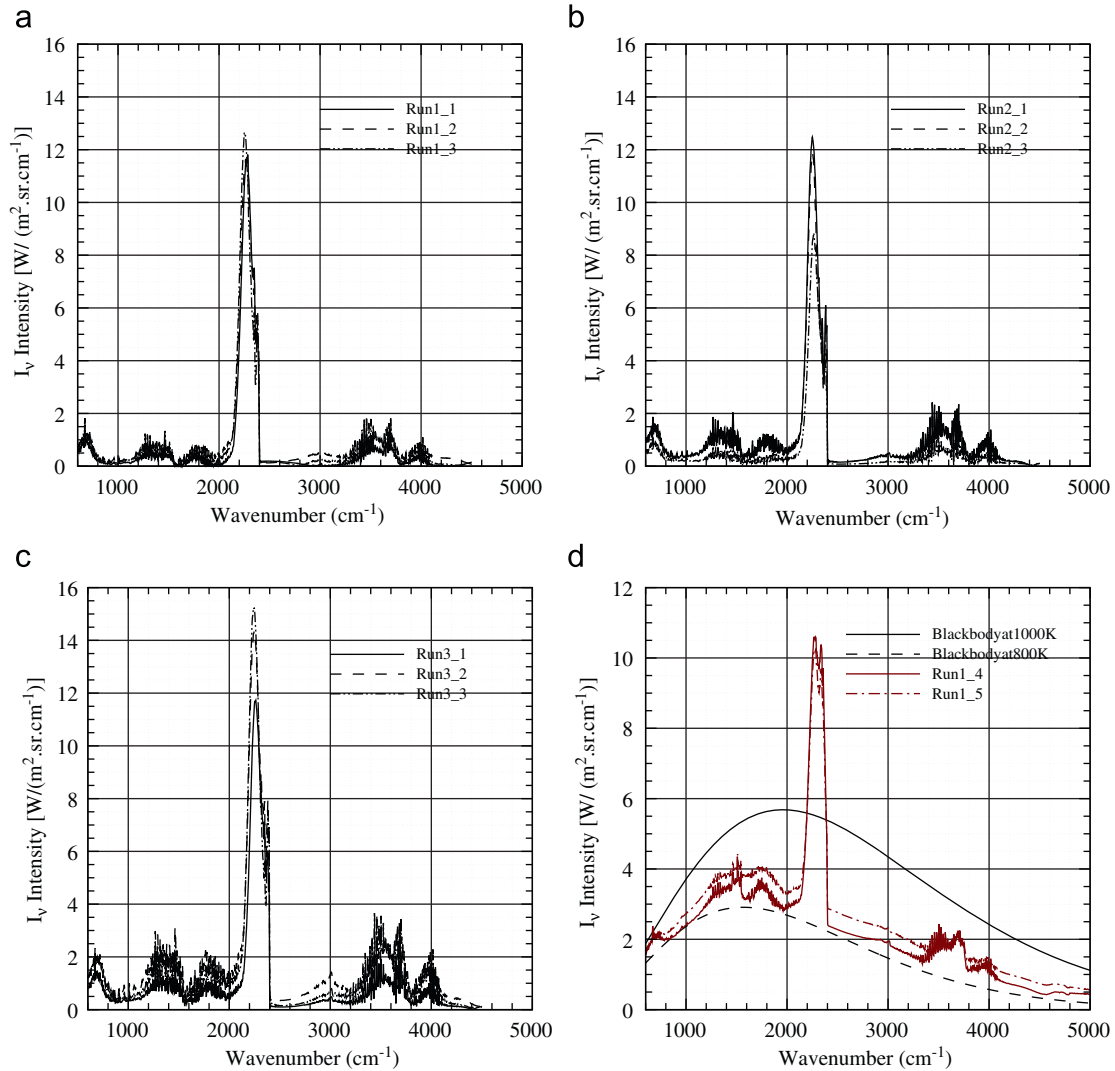 a
I_ν Intensity [W/ (m².sr.cm⁻¹)]
16
14
12
10
8
6
4
2
0
Run1_1
Run1_2
Run1_3
1000 2000 3000 4000 5000
Wavenumber (cm⁻¹)
b
I_ν Intensity [W/ (m².sr.cm⁻¹)]
16
14
12
10
8
6
4
2
0
Run2_1
Run2_2
Run2_3
1000 2000 3000 4000 5000
Wavenumber (cm⁻¹)
c
I_ν Intensity [W/(m².sr.cm⁻¹)]
16
14
12
10
8
6
4
2
0
Run3_1
Run3_2
Run3_3
1000 2000 3000 4000 5000
Wavenumber (cm⁻¹)
d
I_ν Intensity [W/ (m².sr.cm⁻¹)]
12
10
8
6
4
2
0
Blackbodyat1000K
Blackbodyat800K
Run1_4
Run1_5
1000 2000 3000 4000 5000
Wavenumber (cm⁻¹)